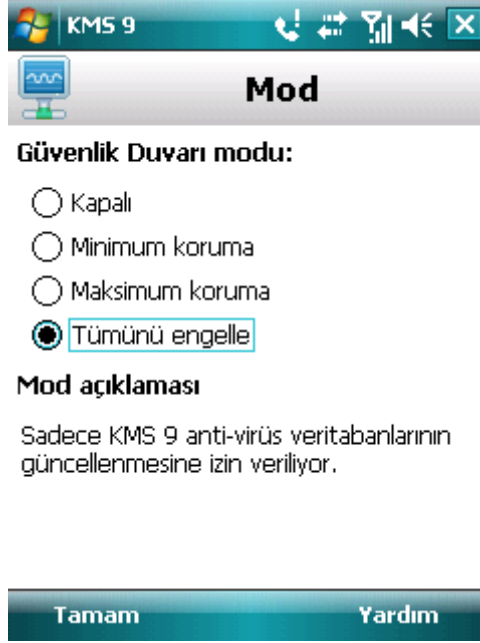 KMS 9
Mod
Güvenlik Duvarı modu:
Kapalı
Minimum koruma
Maksimum koruma
Tümünü engelle
Mod açıklaması
Sadece KMS 9 anti-virüs veritabanlarının
güncellenmesine izin veriliyor.
Tamam
Yardım